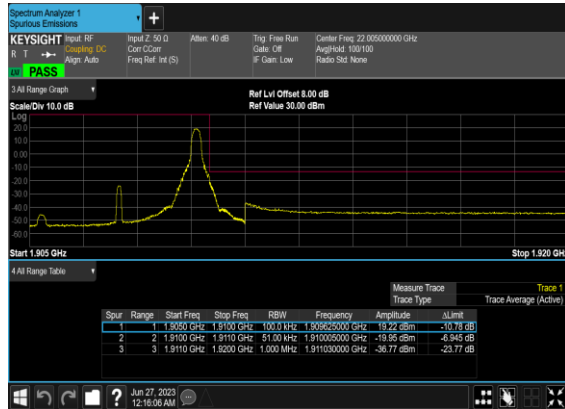 Spectrum Analyzer 1
Spurious Emissions
+
KEYSIGHT Input: RF Input Z: 50 Ω Atten: 40 dB Trig: Free Run Center Freq: 22.005000000 GHz
R T Coupling: DC Corr CCorr Gate: Off Avg|Hold: 100/100
Align: Auto Freq Ref: Int (S) IF Gain: Low Radio Std: None
PASS
3 All Range Graph
Ref Lvl Offset 8.00 dB
Scale/Div 10.0 dB Ref Value 30.00 dBm
Log
20.0
10.0
0.00
-10.0
-20.0
-30.0
-40.0
-50.0
-60.0
Start 1.905 GHz Stop 1.920 GH
4 All Range Table
Measure Trace Trace 1
Trace Type Trace Average (Active)
Spur Range Start Freq Stop Freq RBW Frequency Amplitude ΔLimit
1 1 1.9050 GHz 1.9100 GHz 100.0 kHz 1.909625000 GHz 19.22 dBm -10.78 dB
2 2 1.9100 GHz 1.9110 GHz 51.00 kHz 1.910005000 GHz -19.95 dBm -6.945 dB
3 3 1.9110 GHz 1.9200 GHz 1.000 MHz 1.911030000 GHz -36.77 dBm -23.77 dB
? Jun 27, 2023
12:16:06 AM